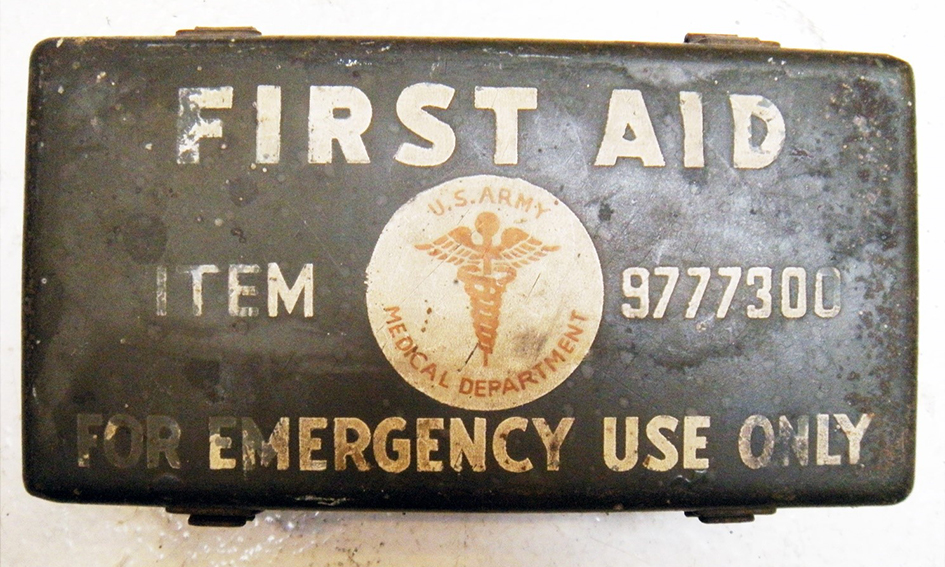 FIRST AID
U.S. ARMY
ITEM 9777300
MEDICAL DEPARTMENT
FOR EMERGENCY USE ONLY